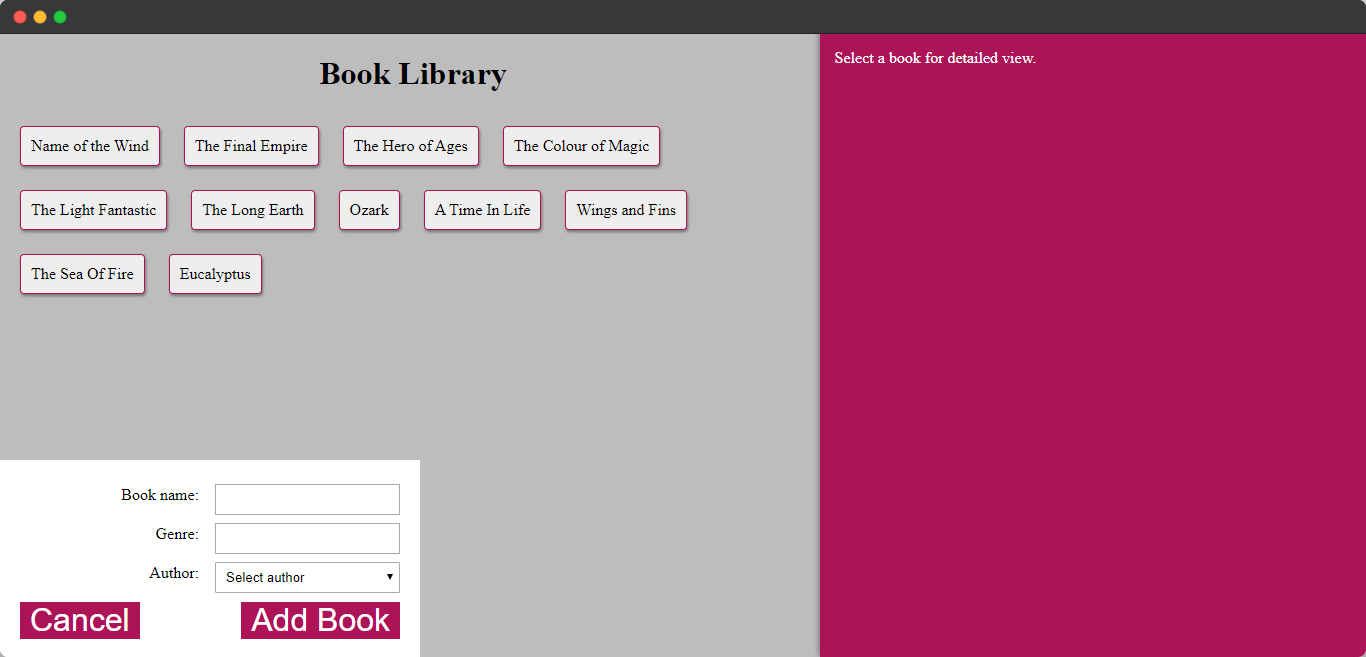 Book Library
Select a book for detailed view.
Name of the Wind
The Final Empire
The Hero of Ages
The Colour of Magic
The Light Fantastic
The Long Earth
Ozark
A Time In Life
Wings and Fins
The Sea Of Fire
Eucalyptus
Book name:
Genre:
Author:
Select author
Cancel
Add Book